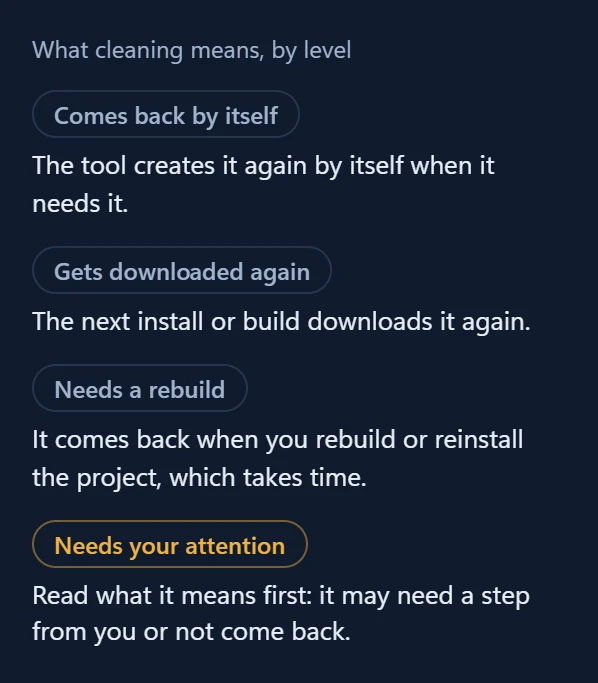 What cleaning means, by level
Comes back by itself
The tool creates it again by itself when it
needs it.
Gets downloaded again
The next install or build downloads it again.
Needs a rebuild
It comes back when you rebuild or reinstall
the project, which takes time.
Needs your attention
Read what it means first: it may need a step
from you or not come back.